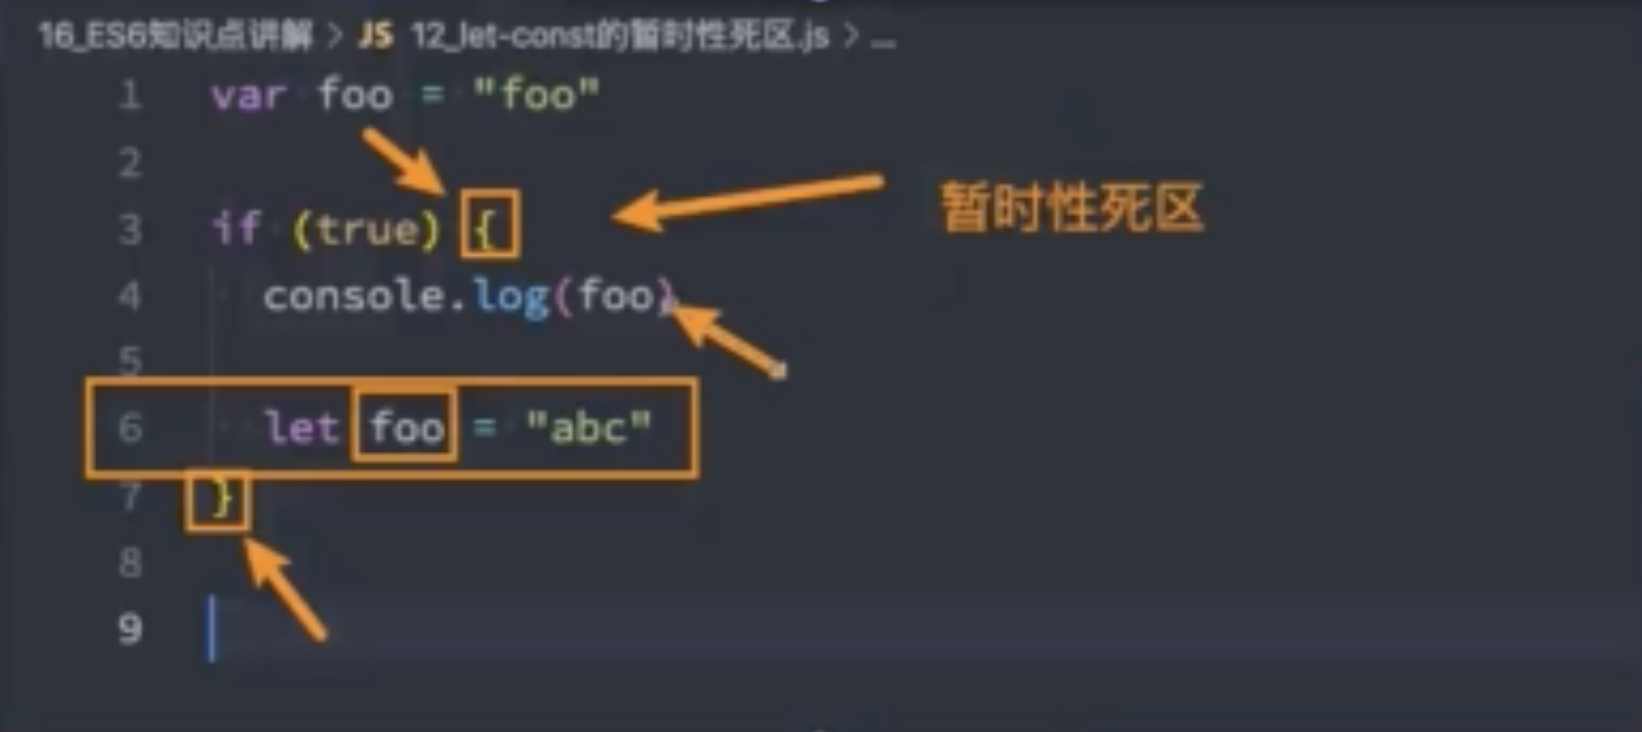 16_ES6知识点讲解 > JS 12_let-const的暂时性死区.js > ...
1 var foo = "foo"
2
3 if (true) { 暂时性死区
4 console.log(foo)
5
6 let foo = "abc"
7 }
8
9